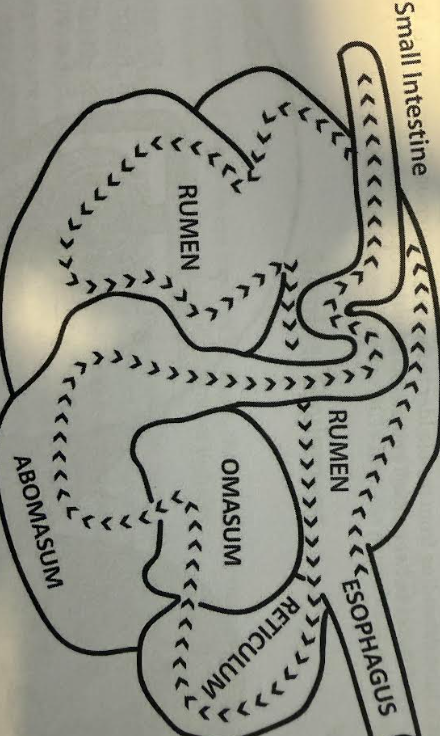 Small Intestine
RUMEN
RUMEN
ESOPHAGUS
OMASUM
RETICULUM
ABOMASUM